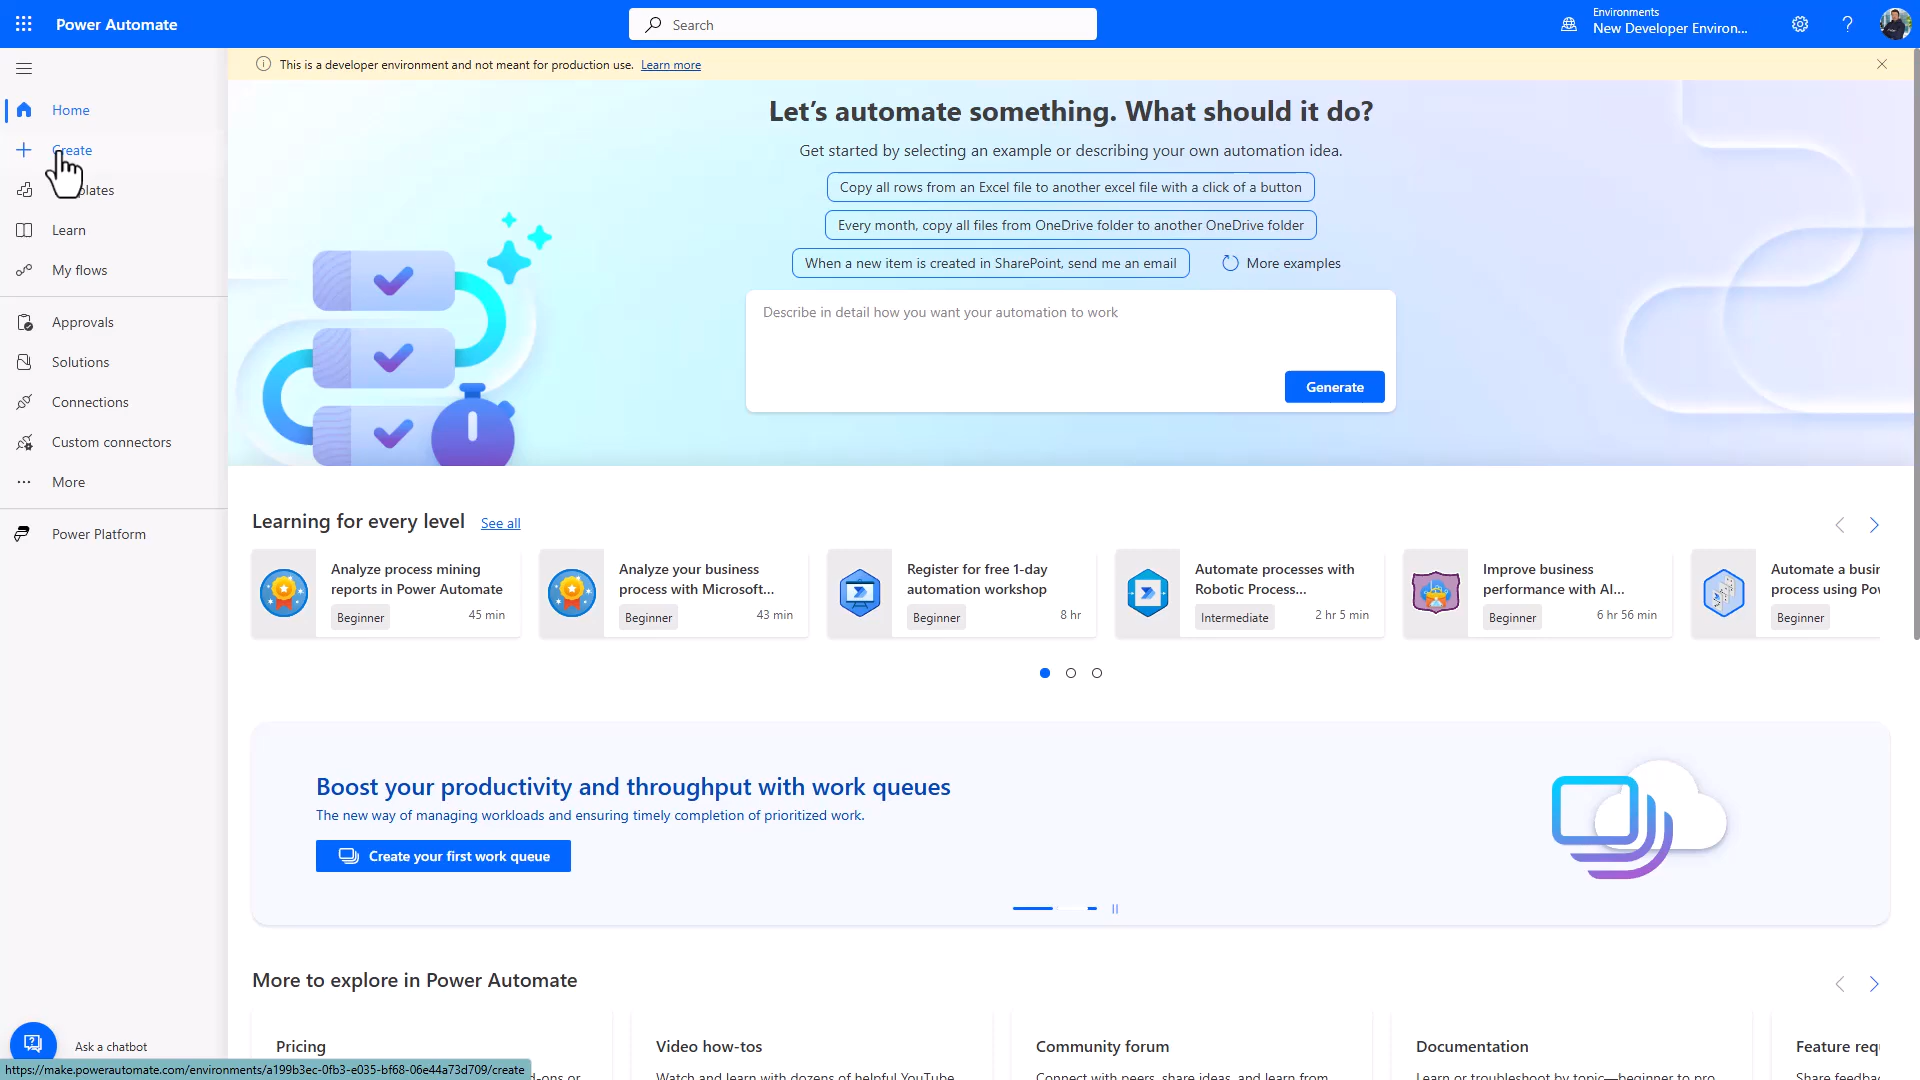 Power Automate
Search
Environments
New Developer Environ...
This is a developer environment and not meant for production use. Learn more
Home
Create
Learn
My flows
Approvals
Solutions
Connections
Custom connectors
More
Power Platform
Ask a chatbot
Let's automate something. What should it do?
Get started by selecting an example or describing your own automation idea.
Copy all rows from an Excel file to another excel file with a click of a button
Every month, copy all files from OneDrive folder to another OneDrive folder
When a new item is created in SharePoint, send me an email
More examples
Describe in detail how you want your automation to work
Generate
Learning for every level
See all
Analyze process mining
reports in Power Automate
Beginner
45 min
Analyze your business
process with Microsoft...
Beginner
43 min
Register for free 1-day
automation workshop
Beginner
8 hr
Automate processes with
Robotic Process...
Intermediate
2 hr 5 min
Improve business
performance with AI...
Beginner
6 hr 56 min
Automate a
process using
Beginner
Boost your productivity and throughput with work queues
The new way of managing workloads and ensuring timely completion of prioritized work.
Create your first work queue
More to explore in Power Automate
Pricing
Video how-tos
Watch and learn with dozens of helpful YouTube
Community forum
Connect with peers, share ideas, and learn from
Documentation
Learn or troubleshoot by topic—beginner to pro
Feature
Share
https://make.powerautomate.com/environments/a199b3ec-0fb3-e035-bf68-06e44a73d709/create